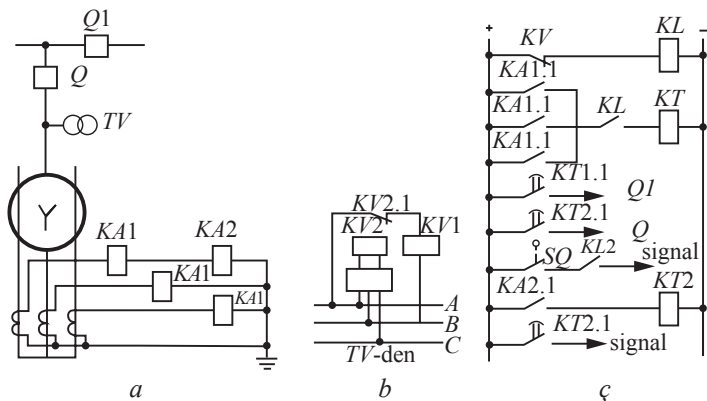 Q1
Q
TV
KA1
KA2
KA1
KA1
a
KV2.1
KV2
KV1
A
B
C
TV-den
b
+
–
KV
KL
KA1.1
KA1.1
KL
KT
KA1.1
KT1.1
Q1
KT2.1
Q
signal
SQ
KL2
KA2.1
KT2
KT2.1
signal
ç